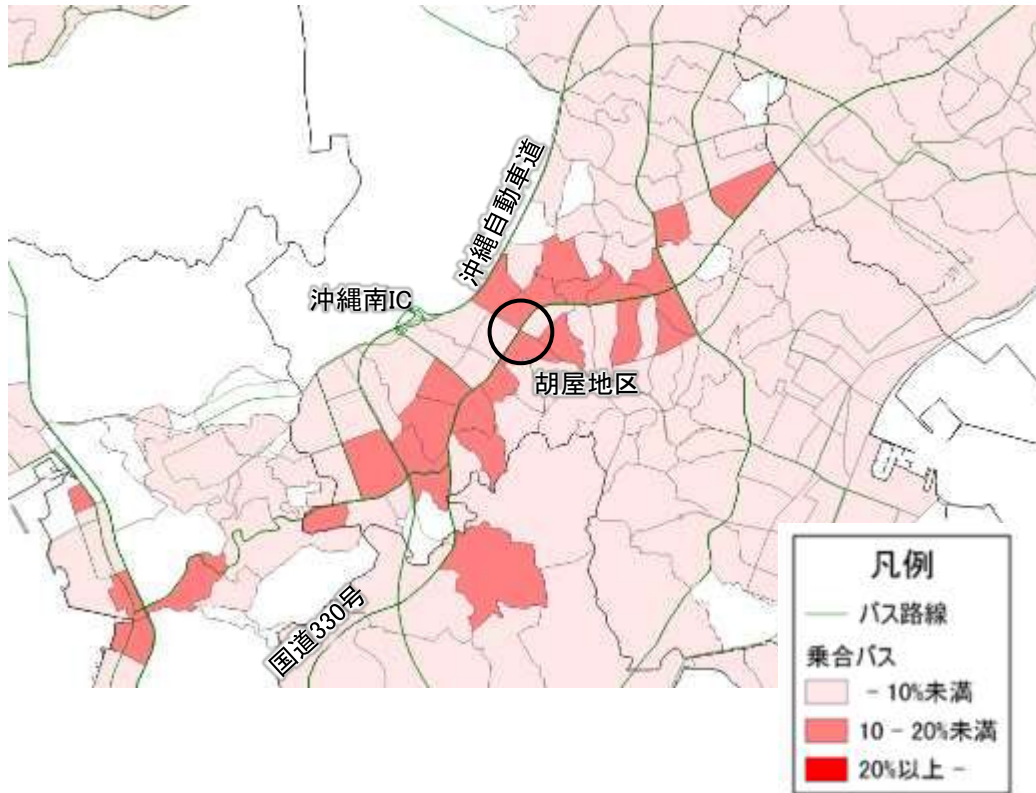 沖縄自動車道
沖縄南IC
胡屋地区
国道330号
凡例
バス路線
乗合バス
- 10%未満
10 - 20%未満
20%以上 -